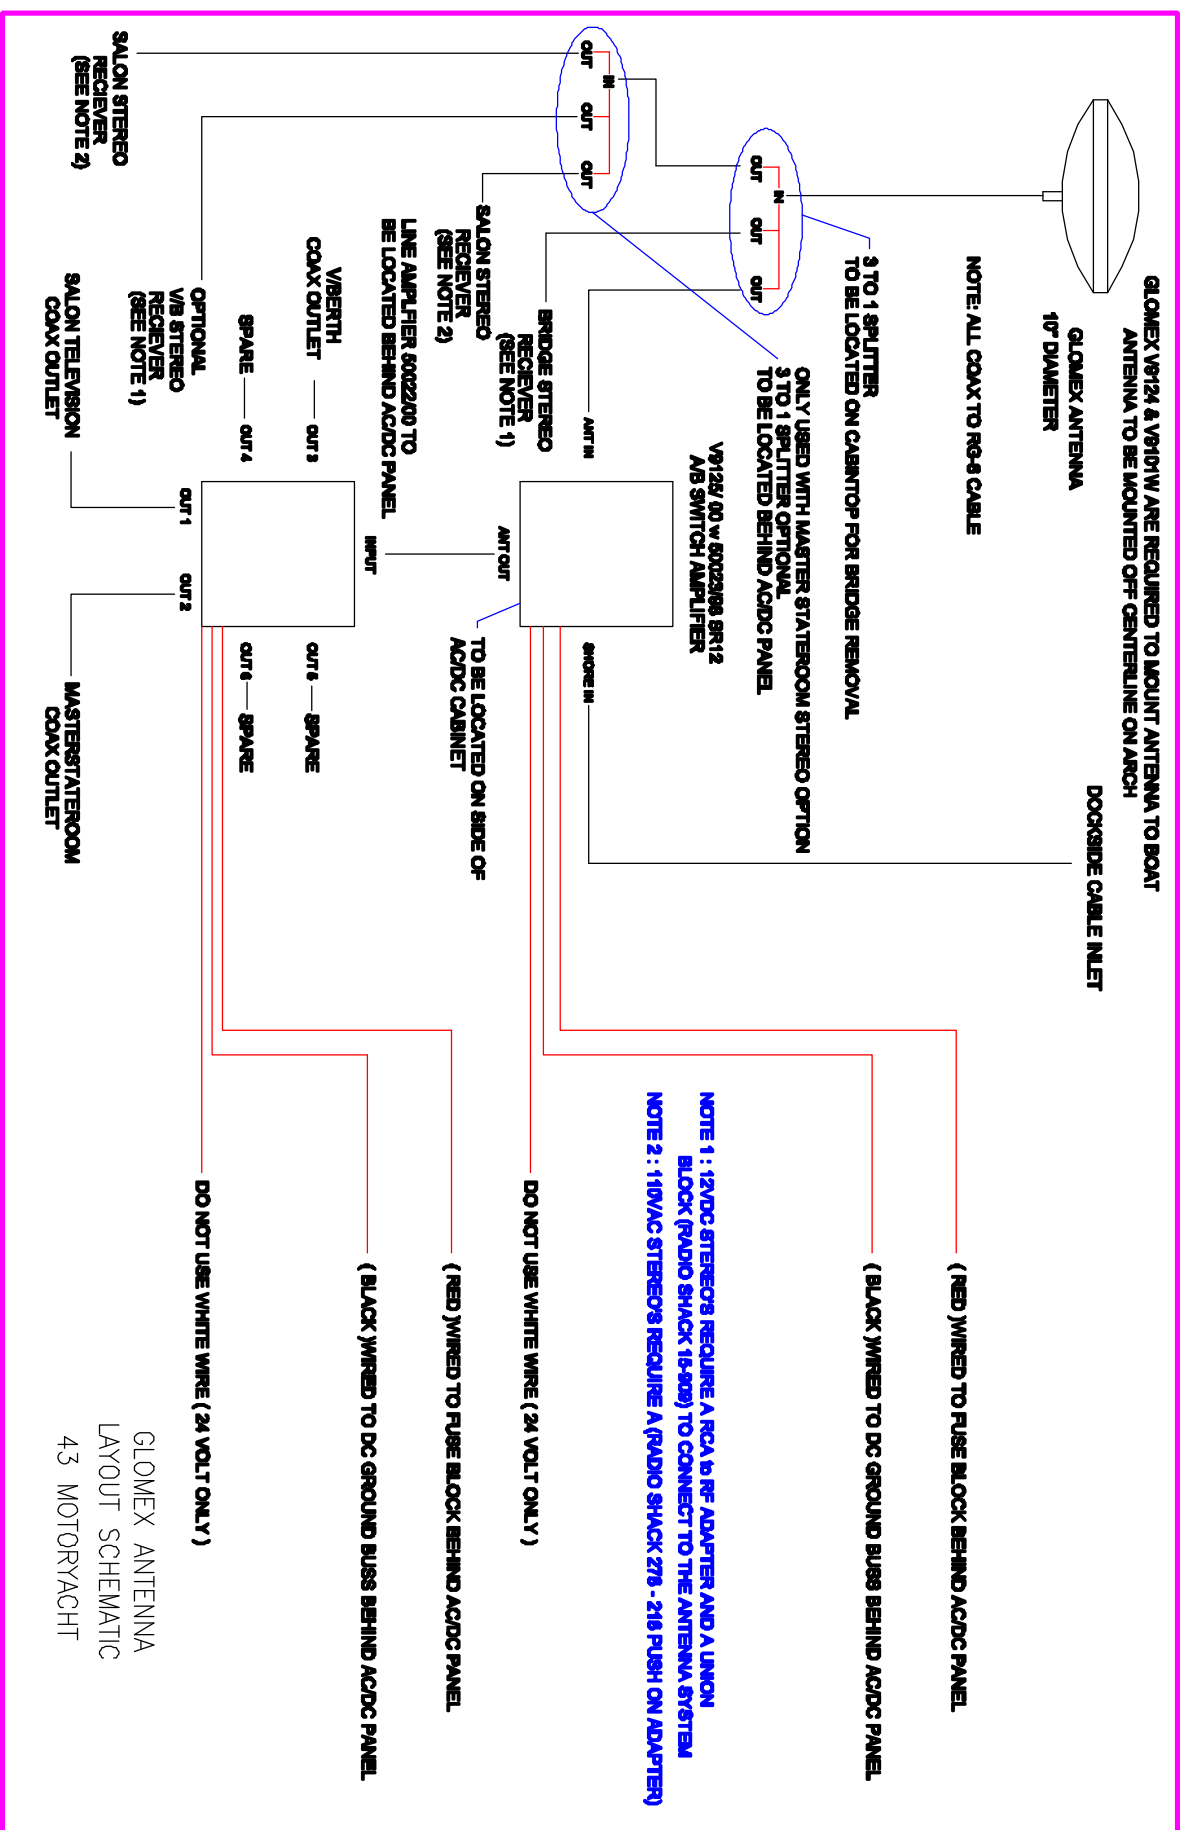 GLOMEX V9124 & V9101W ARE REQUIRED TO MOUNT ANTENNA TO BOAT
ANTENNA TO BE MOUNTED OFF CENTERLINE ON ARCH
DOCKSIDE CABLE INLET
GLOMEX ANTENNA
10" DIAMETER
NOTE: ALL COAX TO RG-6 CABLE
3 TO 1 SPLITTER
TO BE LOCATED ON CABINTOP FOR BRIDGE REMOVAL
IN
OUT
OUT
OUT
ONLY USED WITH MASTER STATEROOM STEREO OPTION
3 TO 1 SPLITTER OPTIONAL
TO BE LOCATED BEHIND AC/DC PANEL
IN
OUT
OUT
OUT
V9125/ 00 w 50023/98 SR12
A/B SWITCH AMPLIFIER
ANT IN
SHORE IN
ANT OUT
BRIDGE STEREO
RECIEVER
(SEE NOTE 1)
SALON STEREO
RECIEVER
(SEE NOTE 2)
TO BE LOCATED ON SIDE OF
AC/DC CABINET
LINE AMPLFIER 50022/00 TO
BE LOCATED BEHIND AC/DC PANEL
INPUT
V/BERTH
COAX OUTLET
OUT 3
OUT 5
SPARE
SPARE
OUT 4
OUT 6
SPARE
OPTIONAL
V/B STEREO
RECIEVER
(SEE NOTE 1)
OUT 1
OUT 2
SALON STEREO
RECIEVER
(SEE NOTE 2)
SALON TELEVISION
COAX OUTLET
MASTERSTATEROOM
COAX OUTLET
( RED )WIRED TO FUSE BLOCK BEHIND AC/DC PANEL
( BLACK )WIRED TO DC GROUND BUSS BEHIND AC/DC PANEL
NOTE 1 : 12VDC STEREO'S REQUIRE A RCA to RF ADAPTER AND A UNION
BLOCK (RADIO SHACK 15-909) TO CONNECT TO THE ANTENNA SYSTEM
NOTE 2 : 110VAC STEREO'S REQUIRE A (RADIO SHACK 278 - 218 PUSH ON ADAPTER)
DO NOT USE WHITE WIRE ( 24 VOLT ONLY )
( RED )WIRED TO FUSE BLOCK BEHIND AC/DC PANEL
( BLACK )WIRED TO DC GROUND BUSS BEHIND AC/DC PANEL
DO NOT USE WHITE WIRE ( 24 VOLT ONLY )
GLOMEX ANTENNA
LAYOUT SCHEMATIC
43 MOTORYACHT